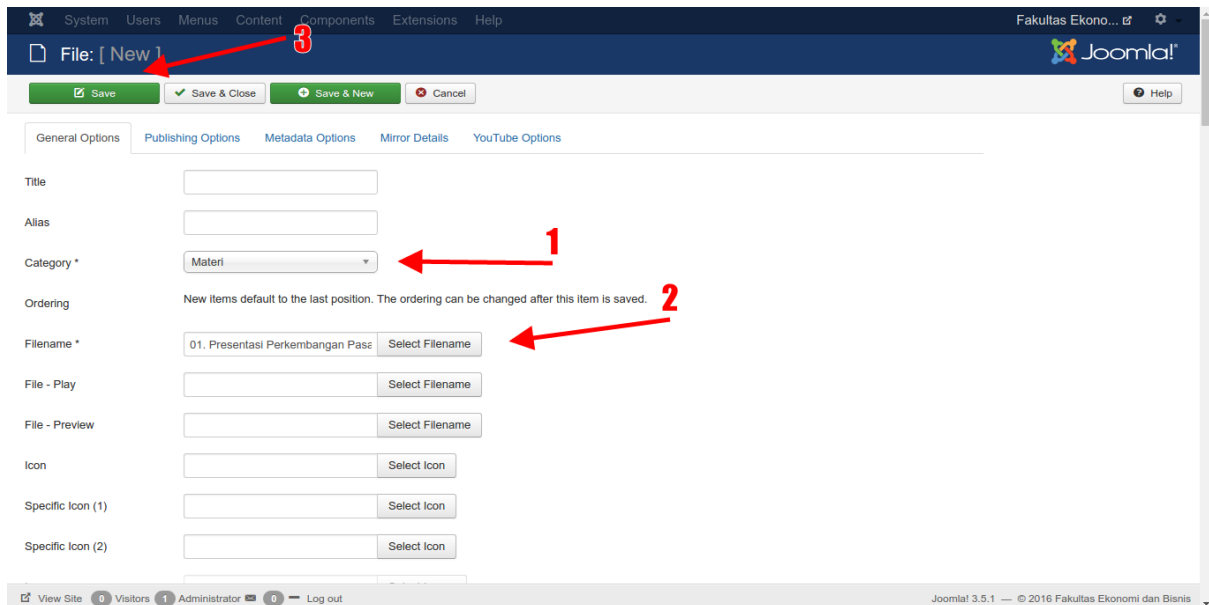 System Users Menus Content Components Extensions Help Fakultas Ekono...
File: [ New ] 3 Joomla!®
Save Save & Close Save & New Cancel Help
General Options Publishing Options Metadata Options Mirror Details YouTube Options
Title
Alias
1
Category * Materi
Ordering New items default to the last position. The ordering can be changed after this item is saved.
2
Filename * 01. Presentasi Perkembangan Pasa Select Filename
File - Play Select Filename
File - Preview Select Filename
Icon Select Icon
Specific Icon (1) Select Icon
Specific Icon (2) Select Icon
View Site 0 Visitors 1 Administrator 0 Log out Joomla! 3.5.1 — © 2016 Fakultas Ekonomi dan Bisnis